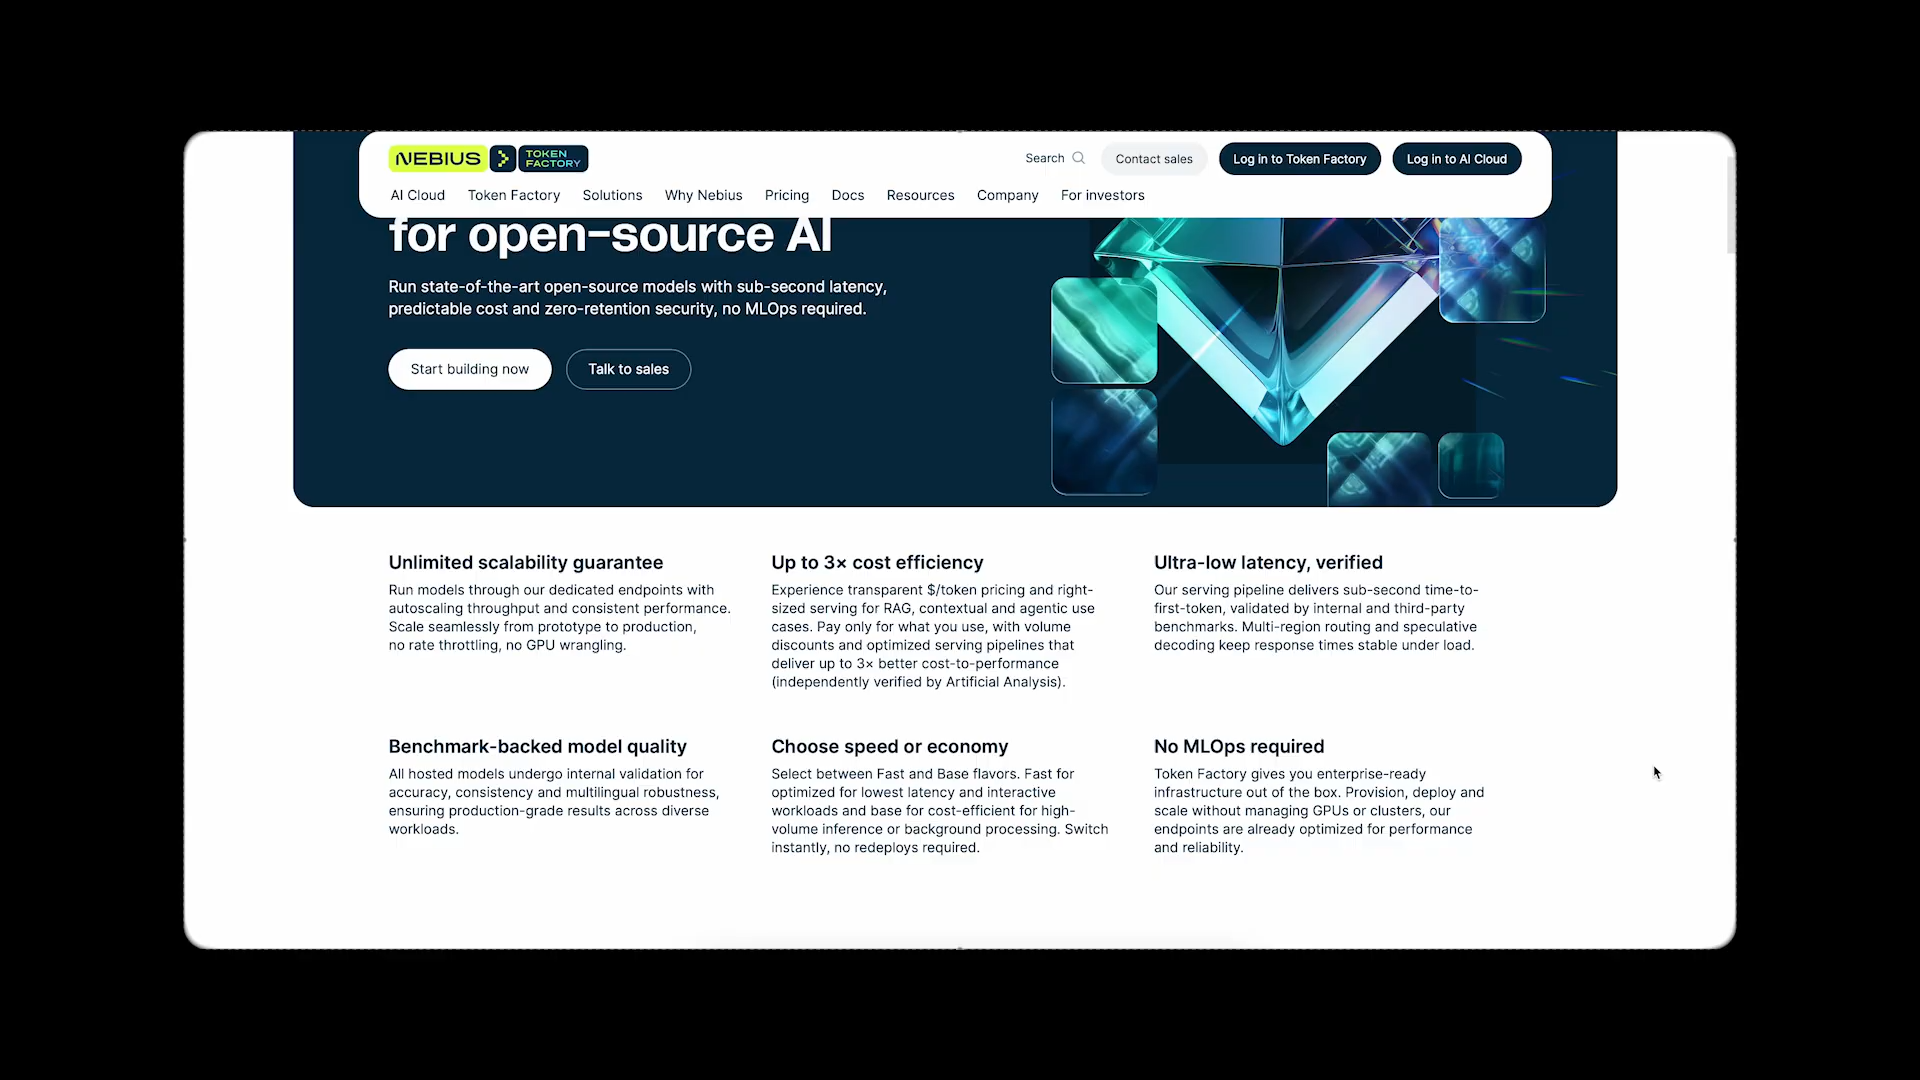 NEBIUS
TOKEN
FACTORY
Search
Contact sales
Log in to Token Factory
Log in to AI Cloud
AI Cloud
Token Factory
Solutions
Why Nebius
Pricing
Docs
Resources
Company
For investors
for open-source AI
Run state-of-the-art open-source models with sub-second latency,
predictable cost and zero-retention security, no MLOps required.
Start building now
Talk to sales
Unlimited scalability guarantee
Run models through our dedicated endpoints with
autoscaling throughput and consistent performance.
Scale seamlessly from prototype to production,
no rate throttling, no GPU wrangling.
Up to 3× cost efficiency
Experience transparent $/token pricing and right-
sized serving for RAG, contextual and agentic use
cases. Pay only for what you use, with volume
discounts and optimized serving pipelines that
deliver up to 3× better cost-to-performance
(independently verified by Artificial Analysis).
Ultra-low latency, verified
Our serving pipeline delivers sub-second time-to-
first-token, validated by internal and third-party
benchmarks. Multi-region routing and speculative
decoding keep response times stable under load.
Benchmark-backed model quality
All hosted models undergo internal validation for
accuracy, consistency and multilingual robustness,
ensuring production-grade results across diverse
workloads.
Choose speed or economy
Select between Fast and Base flavors. Fast for
optimized for lowest latency and interactive
workloads and base for cost-efficient for high-
volume inference or background processing. Switch
instantly, no redeploys required.
No MLOps required
Token Factory gives you enterprise-ready
infrastructure out of the box. Provision, deploy and
scale without managing GPUs or clusters, our
endpoints are already optimized for performance
and reliability.